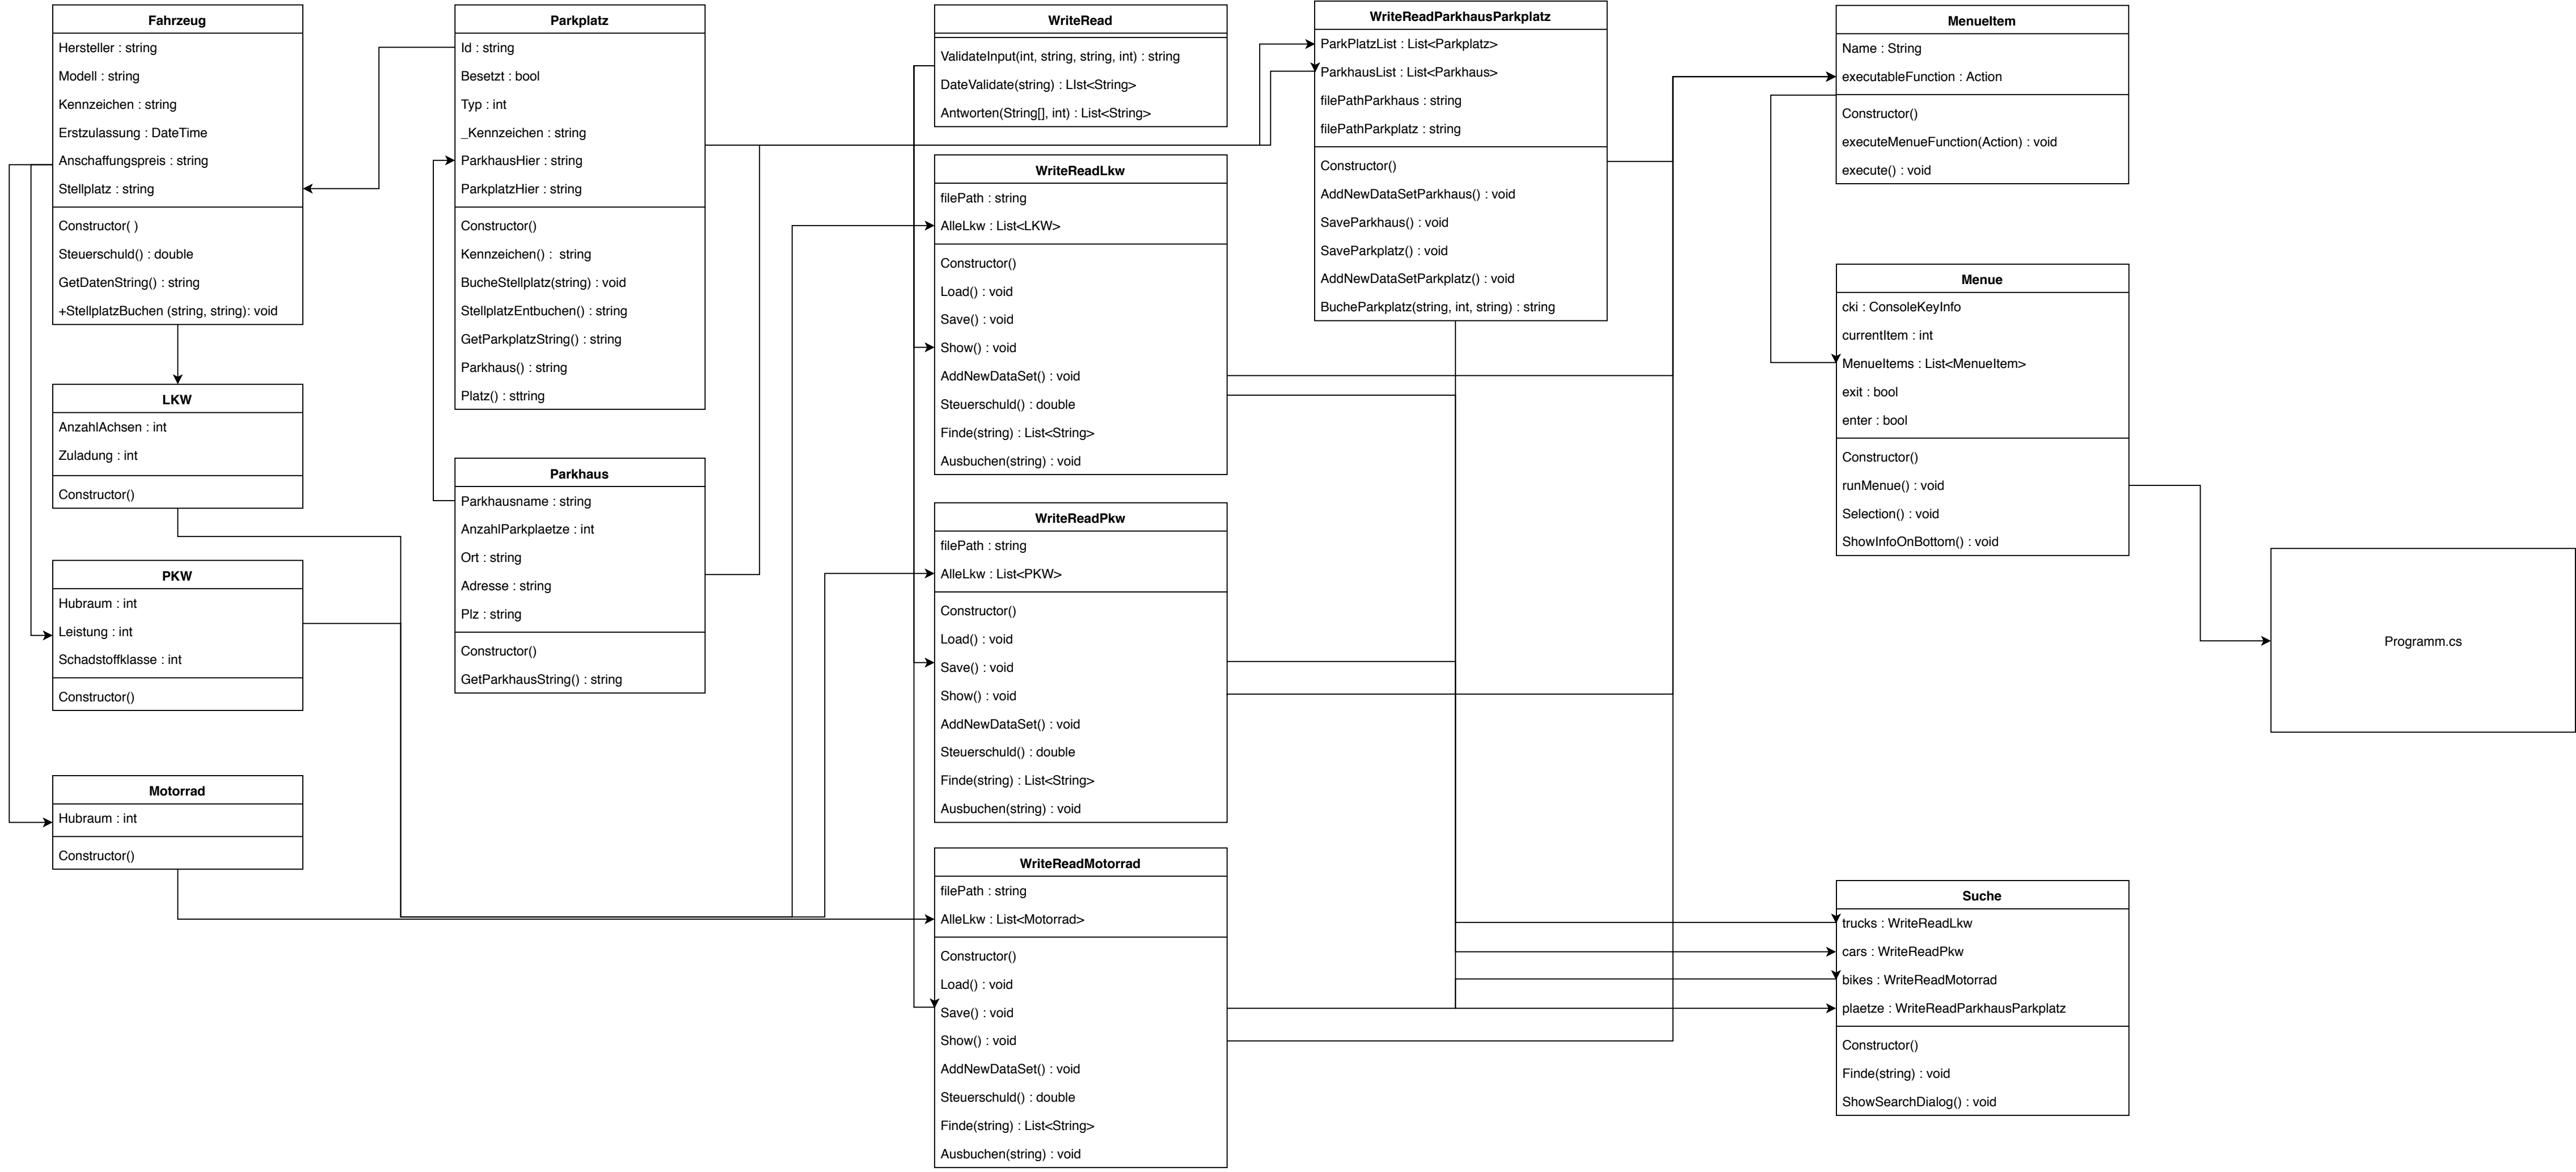 Fahrzeug
Hersteller : string
Modell : string
Kennzeichen : string
Erstzulassung : DateTime
Anschaffungspreis : string
Stellplatz : string
Constructor( )
Steuerschuld() : double
GetDatenString() : string
+StellplatzBuchen (string, string): void
LKW
AnzahlAchsen : int
Zuladung : int
Constructor()
PKW
Hubraum : int
Leistung : int
Schadstoffklasse : int
Constructor()
Motorrad
Hubraum : int
Constructor()
Parkplatz
Id : string
Besetzt : bool
Typ : int
_Kennzeichen : string
ParkhausHier : string
ParkplatzHier : string
Constructor()
Kennzeichen() :  string
BucheStellplatz(string) : void
StellplatzEntbuchen() : string
GetParkplatzString() : string
Parkhaus() : string
Platz() : sttring
Parkhaus
Parkhausname : string
AnzahlParkplaetze : int
Ort : string
Adresse : string
Plz : string
Constructor()
GetParkhausString() : string
WriteRead
ValidateInput(int, string, string, int) : string
DateValidate(string) : LIst<String>
Antworten(String[], int) : List<String>
WriteReadLkw
filePath : string
AlleLkw : List<LKW>
Constructor()
Load() : void
Save() : void
Show() : void
AddNewDataSet() : void
Steuerschuld() : double
Finde(string) : List<String>
Ausbuchen(string) : void
WriteReadPkw
filePath : string
AlleLkw : List<PKW>
Constructor()
Load() : void
Save() : void
Show() : void
AddNewDataSet() : void
Steuerschuld() : double
Finde(string) : List<String>
Ausbuchen(string) : void
WriteReadMotorrad
filePath : string
AlleLkw : List<Motorrad>
Constructor()
Load() : void
Save() : void
Show() : void
AddNewDataSet() : void
Steuerschuld() : double
Finde(string) : List<String>
Ausbuchen(string) : void
WriteReadParkhausParkplatz
ParkPlatzList : List<Parkplatz>
ParkhausList : List<Parkhaus>
filePathParkhaus : string
filePathParkplatz : string
Constructor()
AddNewDataSetParkhaus() : void
SaveParkhaus() : void
SaveParkplatz() : void
AddNewDataSetParkplatz() : void
BucheParkplatz(string, int, string) : string
MenueItem
Name : String
executableFunction : Action
Constructor()
executeMenueFunction(Action) : void
execute() : void
Menue
cki : ConsoleKeyInfo
currentItem : int
MenueItems : List<MenueItem>
exit : bool
enter : bool
Constructor()
runMenue() : void
Selection() : void
ShowInfoOnBottom() : void
Suche
trucks : WriteReadLkw
cars : WriteReadPkw
bikes : WriteReadMotorrad
plaetze : WriteReadParkhausParkplatz
Constructor()
Finde(string) : void
ShowSearchDialog() : void
Programm.cs